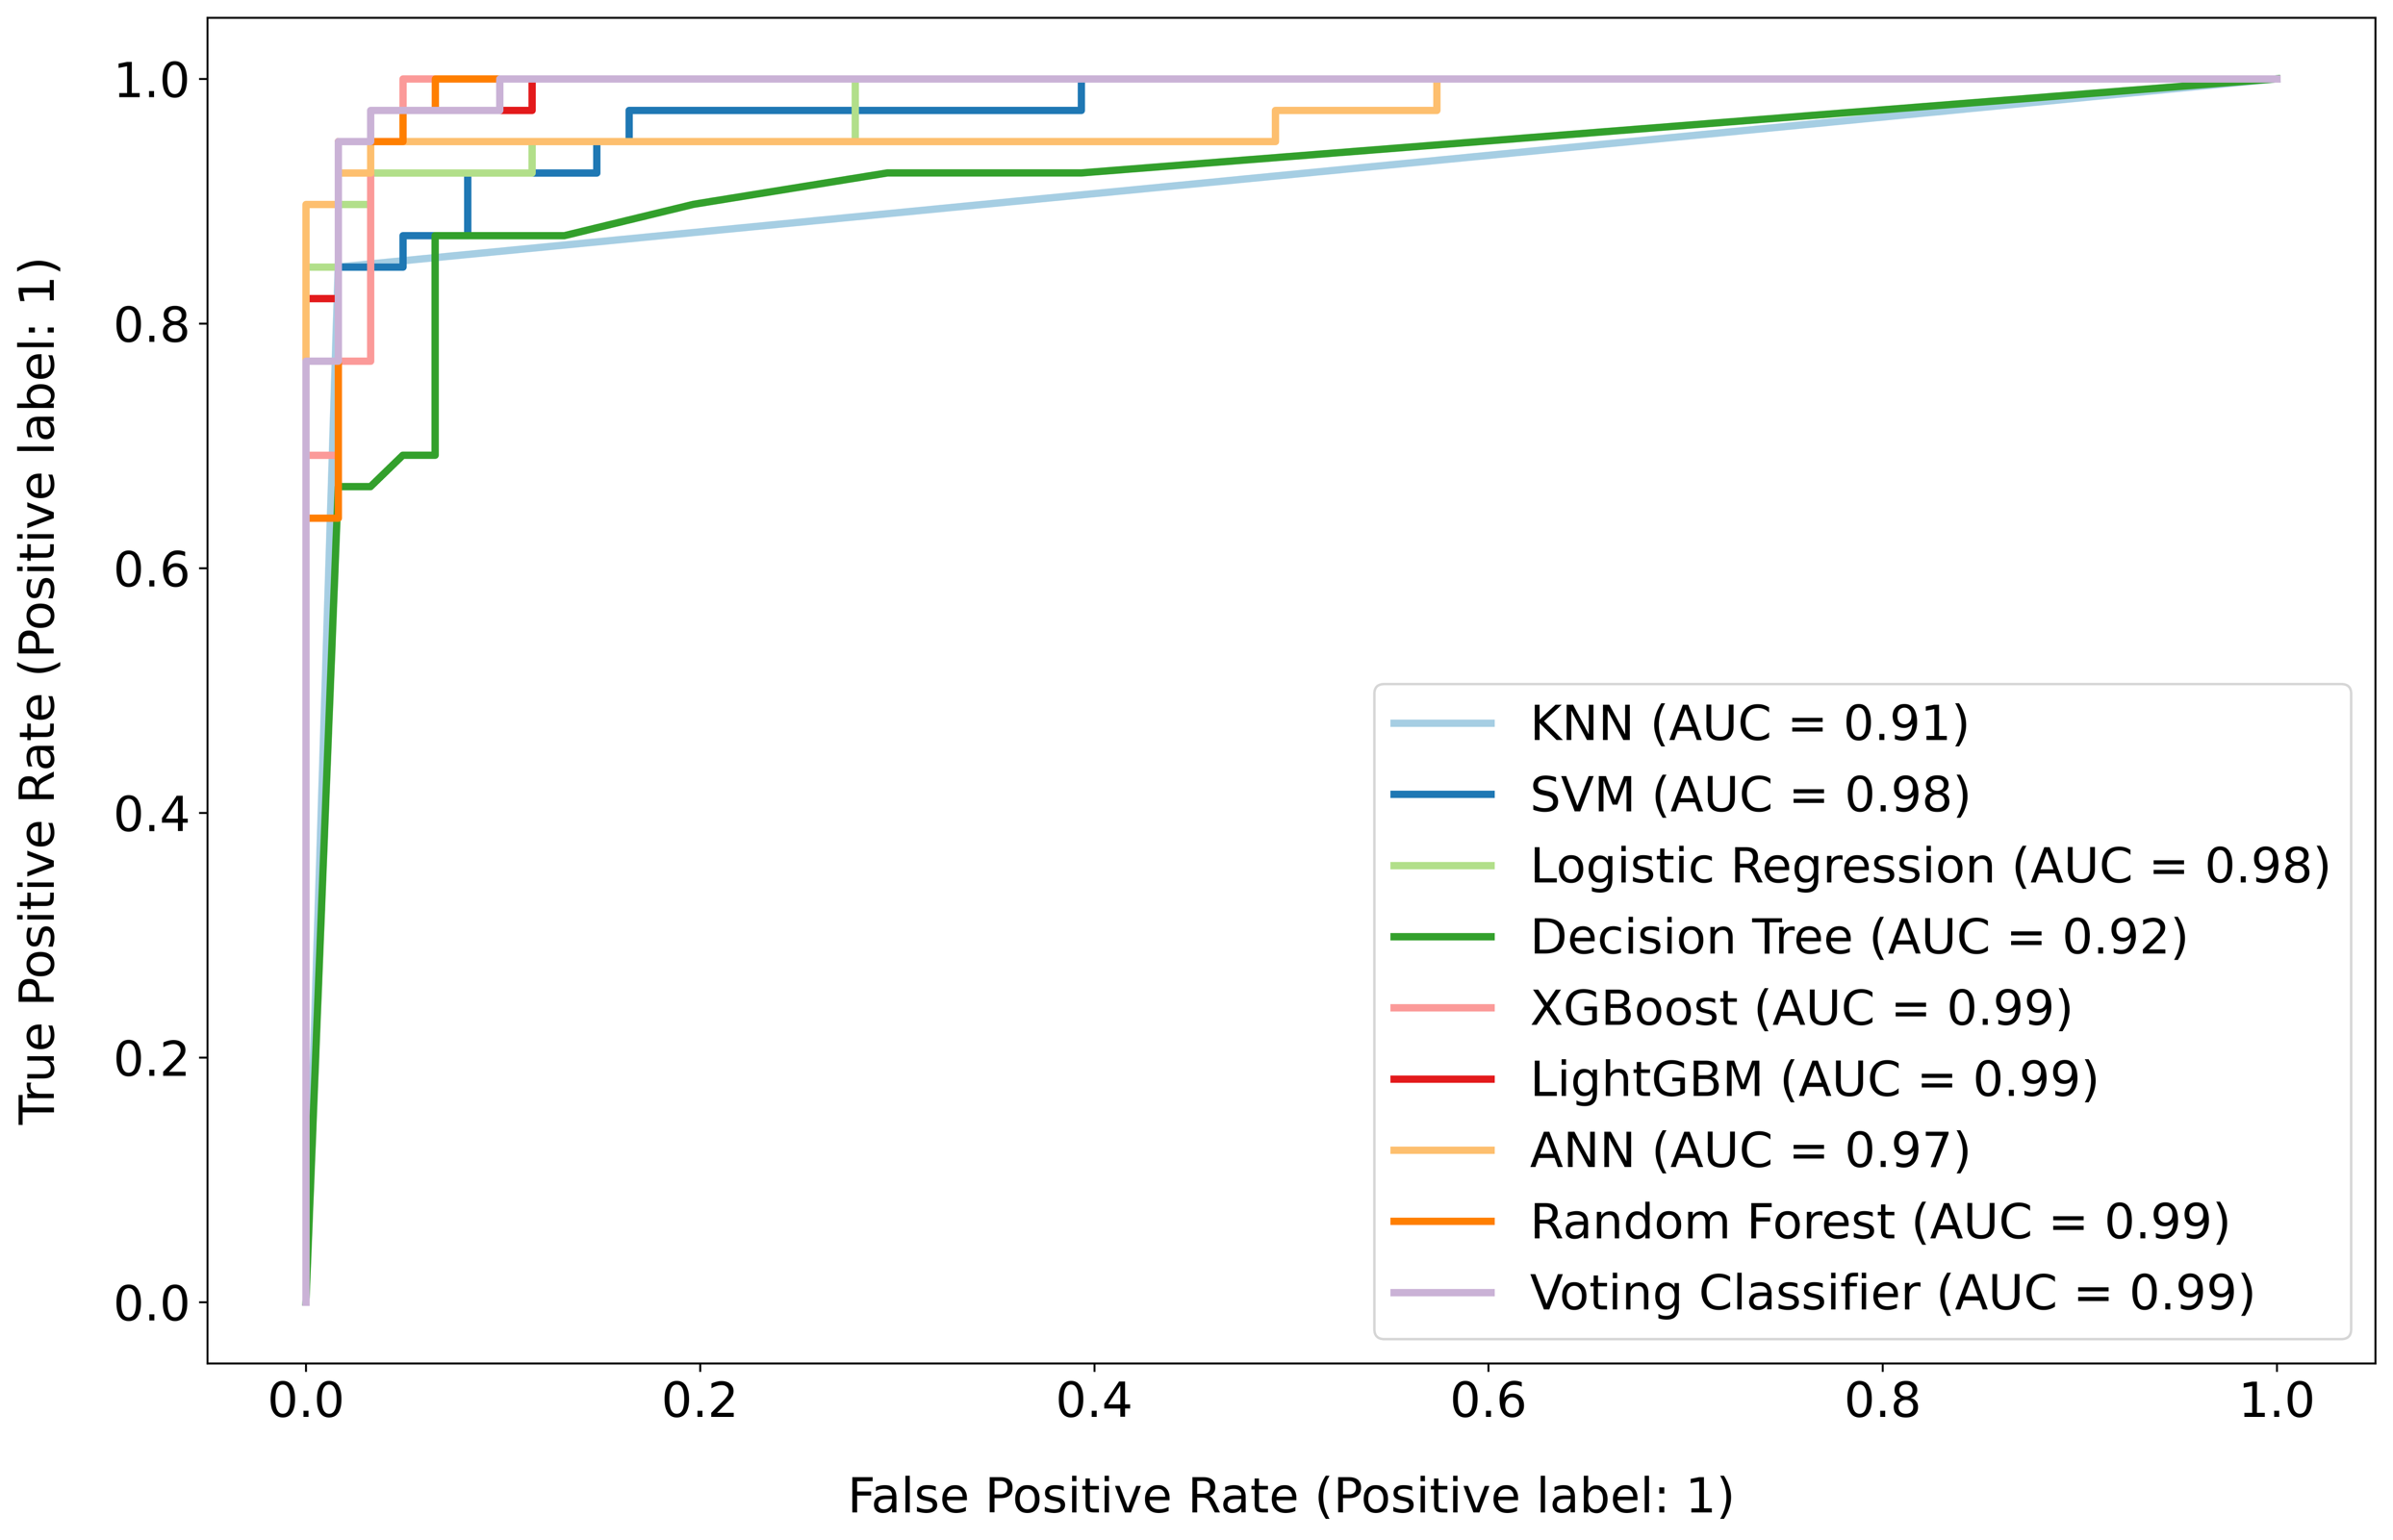 True Positive Rate (Positive label: 1)
1.0
0.8
0.6
0.4
0.2
0.0
KNN (AUC = 0.91)
SVM (AUC = 0.98)
Logistic Regression (AUC = 0.98)
Decision Tree (AUC = 0.92)
XGBoost (AUC = 0.99)
LightGBM (AUC = 0.99)
ANN (AUC = 0.97)
Random Forest (AUC = 0.99)
Voting Classifier (AUC = 0.99)
0.0 0.2 0.4 0.6 0.8 1.0
False Positive Rate (Positive label: 1)